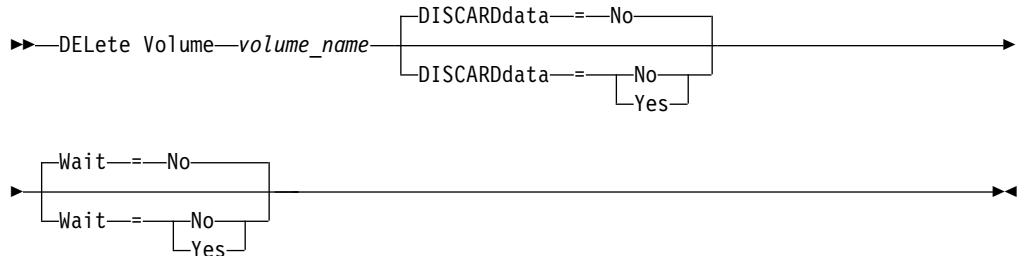 DISCARDdata = No
DELete Volume volume_name
DISCARDdata = No
Yes
Wait = No
Wait = No
Yes